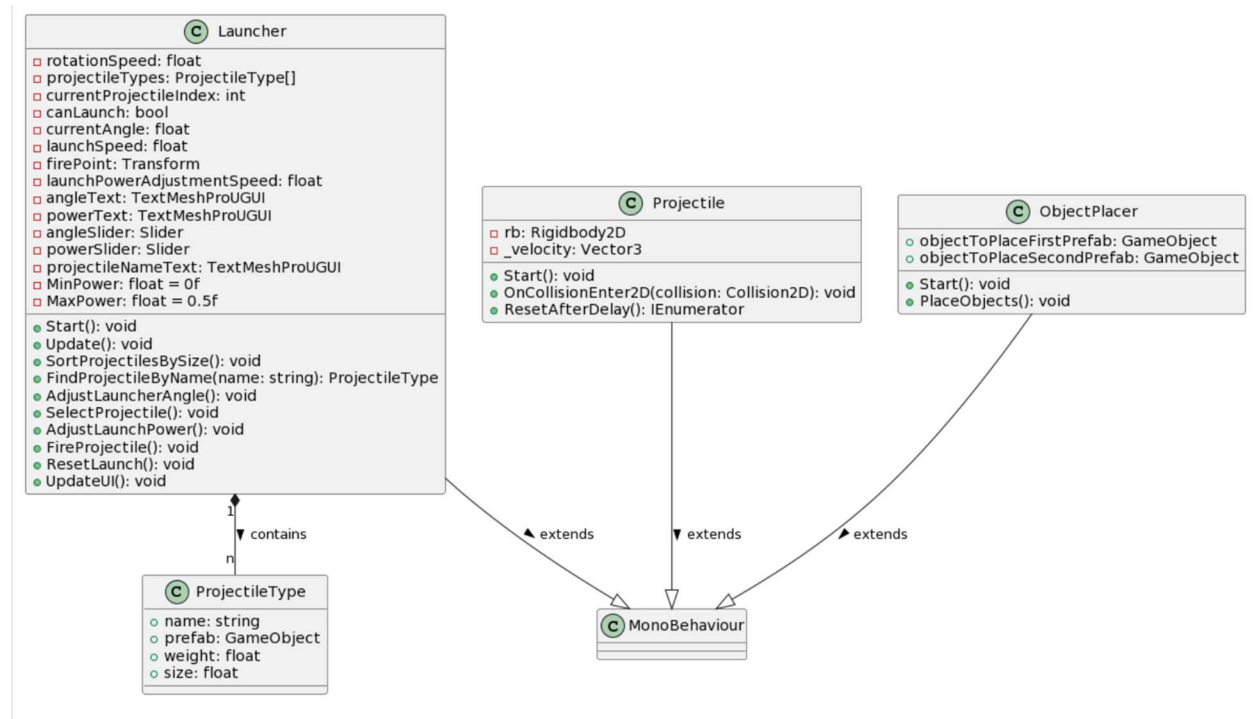 C Launcher
rotationSpeed: float
projectileTypes: ProjectileType[]
currentProjectileIndex: int
canLaunch: bool
currentAngle: float
launchSpeed: float
firePoint: Transform
launchPowerAdjustmentSpeed: float
angleText: TextMeshProUGUI
powerText: TextMeshProUGUI
angleSlider: Slider
powerSlider: Slider
projectileNameText: TextMeshProUGUI
MinPower: float = 0f
MaxPower: float = 0.5f
Start(): void
Update(): void
SortProjectilesBySize(): void
FindProjectileByName(name: string): ProjectileType
AdjustLauncherAngle(): void
SelectProjectile(): void
AdjustLaunchPower(): void
FireProjectile(): void
ResetLaunch(): void
UpdateUI(): void
C Projectile
rb: Rigidbody2D
_velocity: Vector3
Start(): void
OnCollisionEnter2D(collision: Collision2D): void
ResetAfterDelay(): IEnumerator
C ObjectPlacer
objectToPlaceFirstPrefab: GameObject
objectToPlaceSecondPrefab: GameObject
Start(): void
PlaceObjects(): void
1
contains
n
extends
extends
extends
C ProjectileType
name: string
prefab: GameObject
weight: float
size: float
C MonoBehaviour